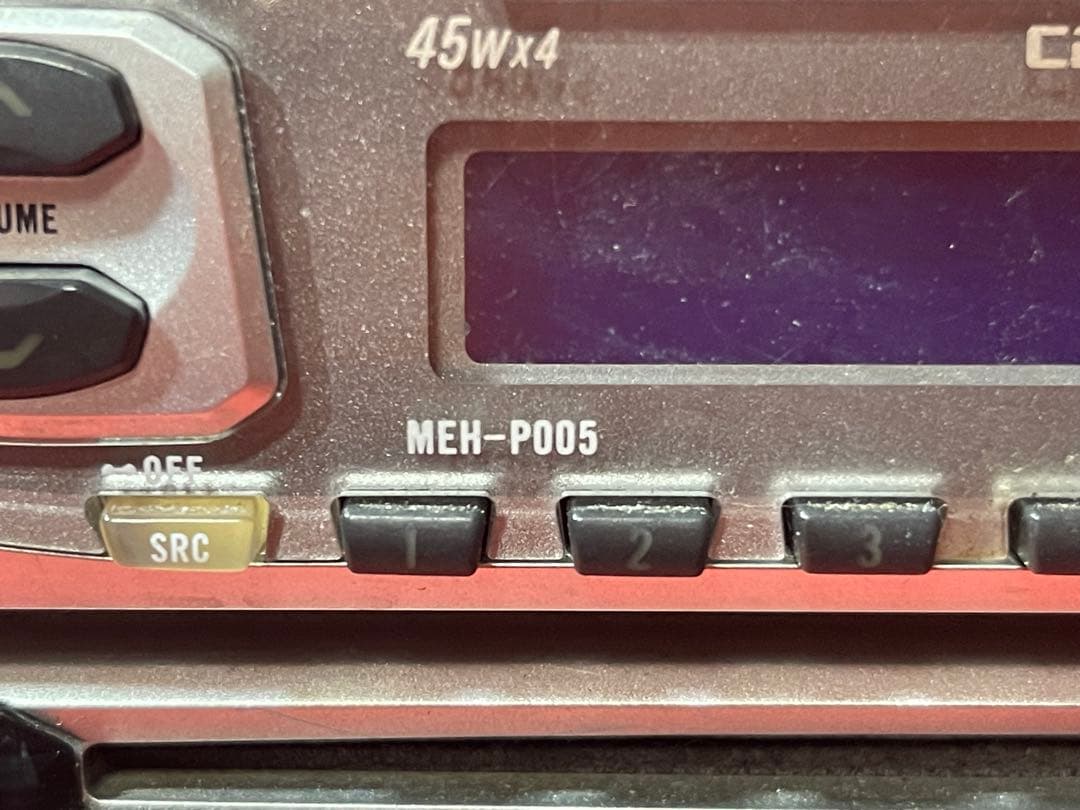 45Wx4
UME
MEH-P005
OFF
SRC
1
2
3